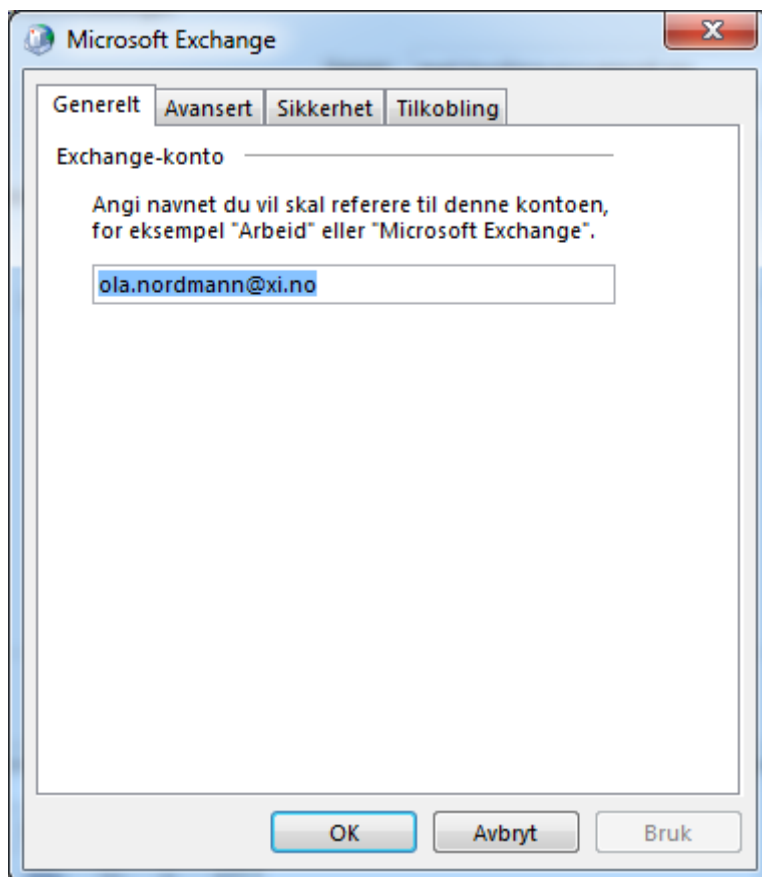 Microsoft Exchange
Generelt Avansert Sikkerhet Tilkobling
Exchange-konto
Angi navnet du vil skal referere til denne kontoen,
for eksempel "Arbeid" eller "Microsoft Exchange".
ola.nordmann@xi.no
OK Avbryt Bruk